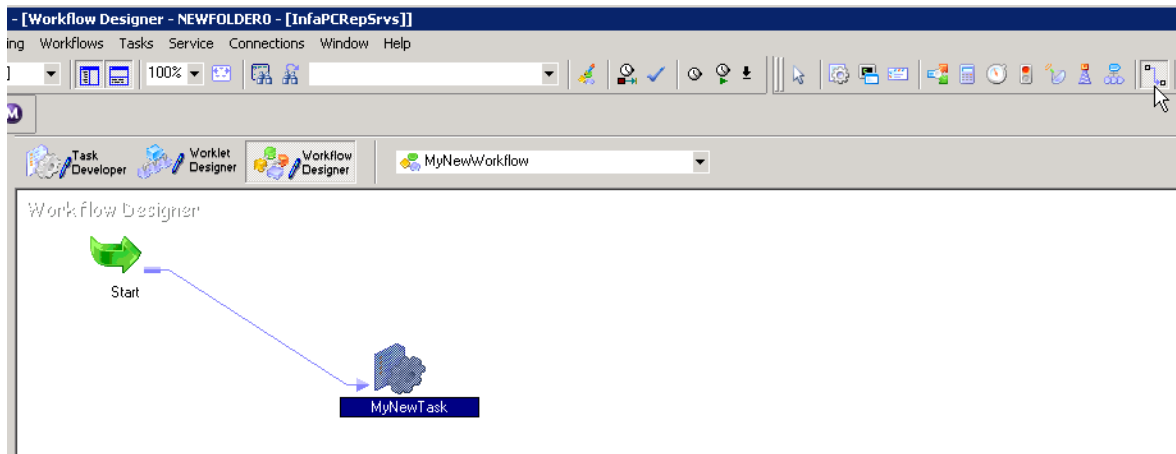 - [Workflow Designer - NEWFOLDER0 - [InfaPCRepSrvs]]
ing Workflows Tasks Service Connections Window Help
] 100%
M
Task Developer Worklet Designer Workflow Designer MyNewWorkflow
Workflow Designer
Start
MyNewTask